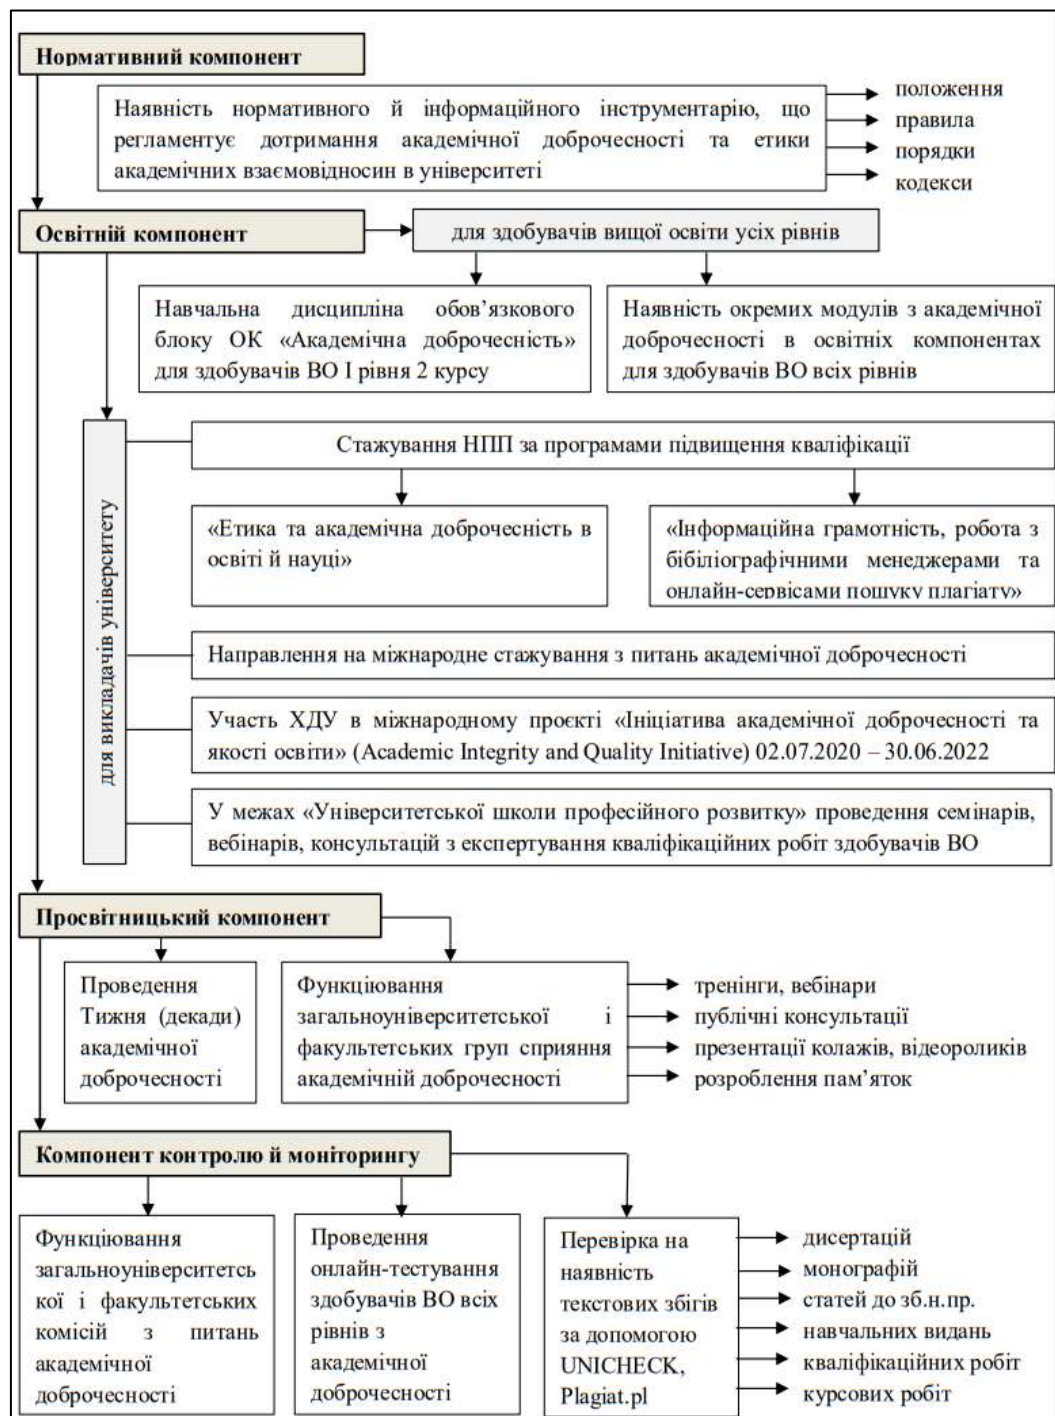 Нормативний компонент
Наявність нормативного й інформаційного інструментарію, що
регламентує дотримання академічної доброчесності та етики
академічних взаємовідносин в університеті
положення
правила
порядки
кодекси
Освітній компонент
для здобувачів вищої освіти усіх рівнів
Навчальна дисципліна обов’язкового
блоку ОК «Академічна доброчесність»
для здобувачів ВО І рівня 2 курсу
Наявність окремих модулів з академічної
доброчесності в освітніх компонентах
для здобувачів ВО всіх рівнів
для викладачів університету
Стажування НПП за програмами підвищення кваліфікації
«Етика та академічна доброчесність в
освіті й науці»
«Інформаційна грамотність, робота з
бібіліографічними менеджерами та
онлайн-сервісами пошуку плагіату»
Направлення на міжнародне стажування з питань академічної доброчесності
Участь ХДУ в міжнародному проєкті «Ініціатива академічної доброчесності та
якості освіти» (Academic Integrity and Quality Initiative) 02.07.2020 – 30.06.2022
У межах «Університетської школи професійного розвитку» проведення семінарів,
вебінарів, консультацій з експертування кваліфікаційних робіт здобувачів ВО
Просвітницький компонент
Проведення
Тижня (декади)
академічної
доброчесності
Функціювання
загальноуніверситетської і
факультетських груп сприяння
академічній доброчесності
тренінги, вебінари
публічні консультації
презентації колажів, відеороликів
розроблення пам’яток
Компонент контролю й моніторингу
Функціювання
загальноуніверситетсь
кої і факультетських
комісій з питань
академічної
доброчесності
Проведення
онлайн-тестування
здобувачів ВО всіх
рівнів з
академічної
доброчесності
Перевірка на
наявність
текстових збігів
за допомогою
UNICHECK,
Plagiat.pl
дисертацій
монографій
статей до зб.н.пр.
навчальних видань
кваліфікаційних робіт
курсових робіт